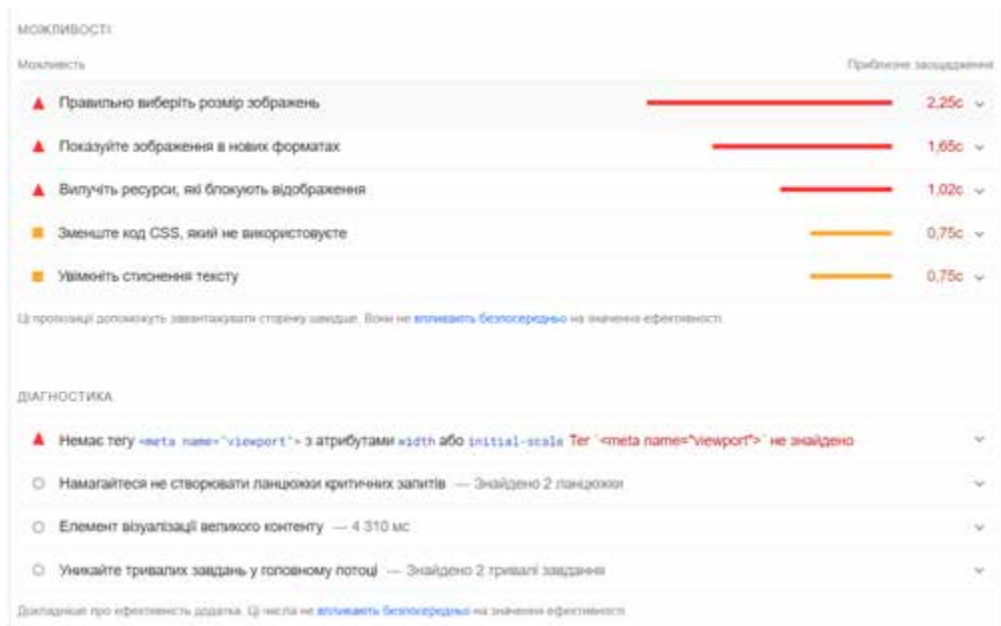 МОЖЛИВОСТІ
Можливість Приблизне заощадження
Правильно виберіть розмір зображень 2,25с
Показуйте зображення в нових форматах 1,65с
Вилучіть ресурси, які блокують відображення 1,02с
Зменште код CSS, який не використовуєте 0,75с
Увімкніть стиснення тексту 0,75с
Ці пропозиції допоможуть завантажувати сторінку швидше. Вони не впливають безпосередньо на значення ефективності.
ДІАГНОСТИКА
Немає тегу <meta name="viewport"> з атрибутами width або initial-scale Тег `<meta name="viewport">` не знайдено
Намагайтеся не створювати ланцюжки критичних запитів — Знайдено 2 ланцюжки
Елемент візуалізації великого контенту — 4 310 мс
Уникайте тривалих завдань у головному потоці — Знайдено 2 тривалі завдання
Докладніше про ефективність додатка. Ці числа не впливають безпосередньо на значення ефективності.